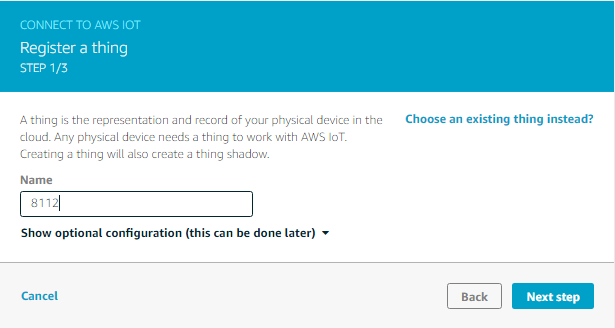 CONNECT TO AWS IOT
Register a thing
STEP 1/3
A thing is the representation and record of your physical device in the
cloud. Any physical device needs a thing to work with AWS IoT.
Creating a thing will also create a thing shadow.
Choose an existing thing instead?
Name
8112
Show optional configuration (this can be done later)
Cancel
Back
Next step